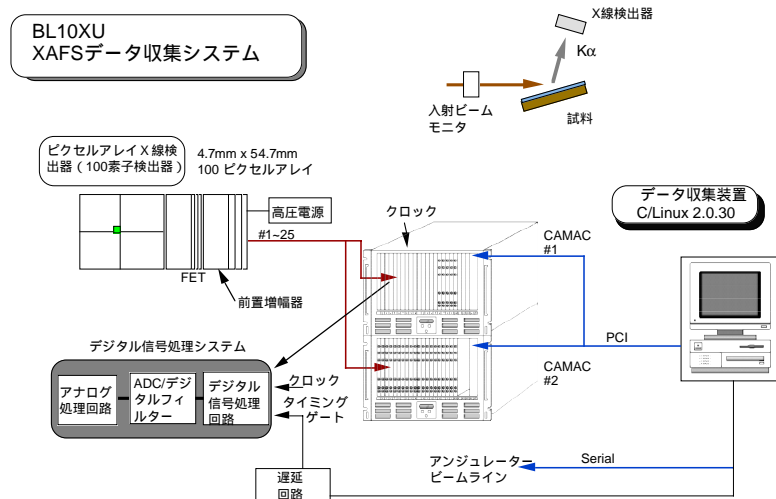 BL10XU
XAFSデータ収集システム
X線検出器
Kα
入射ビーム
モニタ
試料
ピクセルアレイX線検
出器（100素子検出器）
4.7mm x 54.7mm
100 ピクセルアレイ
高圧電源
#1~25
FET
前置増幅器
クロック
CAMAC
#1
データ収集装置
C/Linux 2.0.30
PCI
CAMAC
#2
デジタル信号処理システム
アナログ
処理回路
ADC/デジ
タルフィ
ルター
デジタル
信号処理
回路
クロック
タイミング
ゲート
アンジュレーター
ビームライン
Serial
遅延
回路